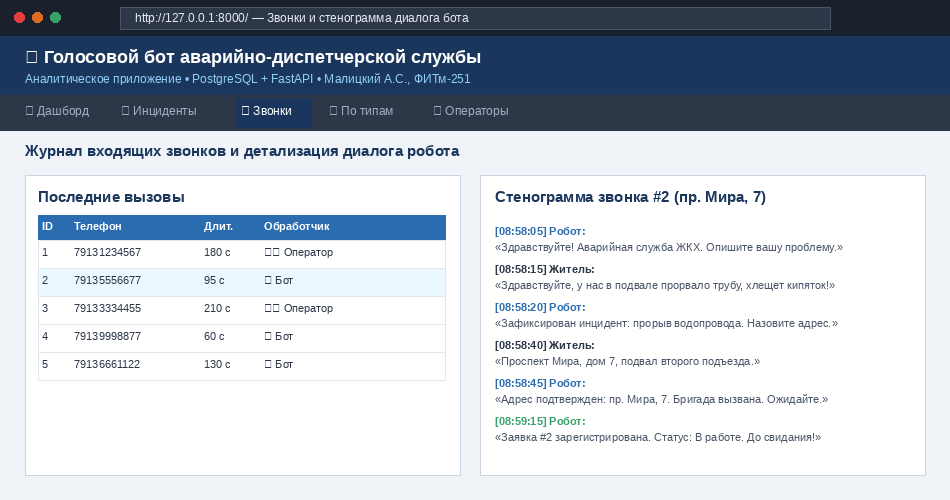 http://127.0.0.1:8000/ — Звонки и стенограмма диалога бота
Голосовой бот аварийно-диспетчерской службы
Аналитическое приложение • PostgreSQL + FastAPI • Малицкий А.С., ФИТм-251
Дашборд Инциденты Звонки По типам Операторы
Журнал входящих звонков и детализация диалога робота
Последние вызовы
ID Телефон Длит. Обработчик
1 79131234567 180 с Оператор
2 79135556677 95 с Бот
3 79133334455 210 с Оператор
4 79139998877 60 с Бот
5 79136661122 130 с Бот
Стенограмма звонка #2 (пр. Мира, 7)
[08:58:05] Робот:
«Здравствуйте! Аварийная служба ЖКХ. Опишите вашу проблему.»
[08:58:15] Житель:
«Здравствуйте, у нас в подвале прорвало трубу, хлещет кипяток!»
[08:58:20] Робот:
«Зафиксирован инцидент: прорыв водопровода. Назовите адрес.»
[08:58:40] Житель:
«Проспект Мира, дом 7, подвал второго подъезда.»
[08:58:45] Робот:
«Адрес подтвержден: пр. Мира, 7. Бригада вызвана. Ожидайте.»
[08:59:15] Робот:
«Заявка #2 зарегистрирована. Статус: В работе. До свидания!»